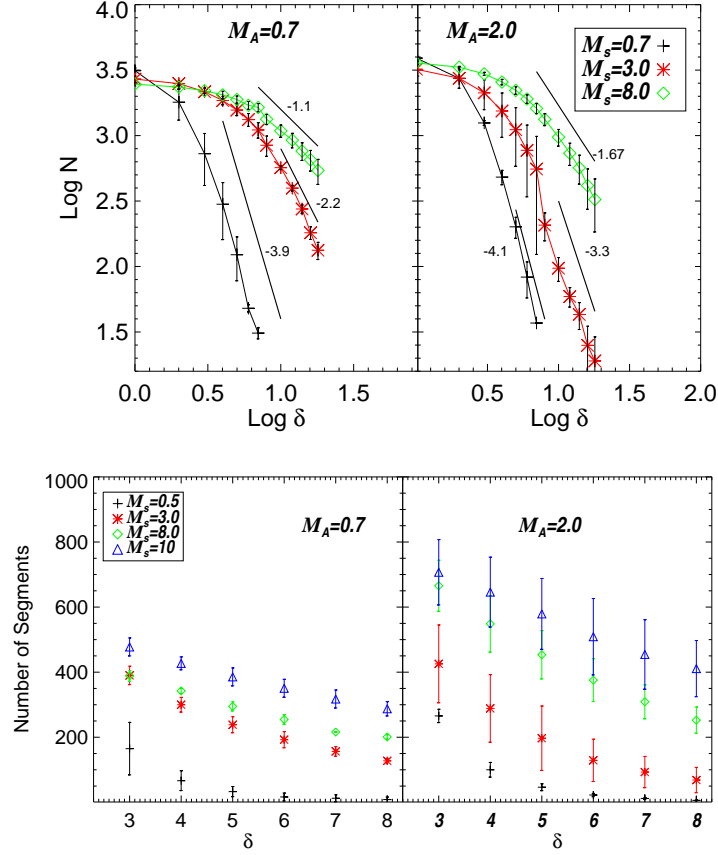 M_A=0.7
M_A=2.0
M_s=0.7
M_s=3.0
M_s=8.0
4.0
3.5
3.0
2.5
2.0
1.5
Log N
-1.1
-2.2
-3.9
-1.67
-4.1
-3.3
0.0 0.5 1.0 1.5 0.5 1.0 1.5 2.0
Log δ Log δ
1000
800
600
400
200
Number of Segments
M_s=0.5
M_s=3.0
M_s=8.0
M_s=10
M_A=0.7
M_A=2.0
3 4 5 6 7 8 3 4 5 6 7 8
δ δ